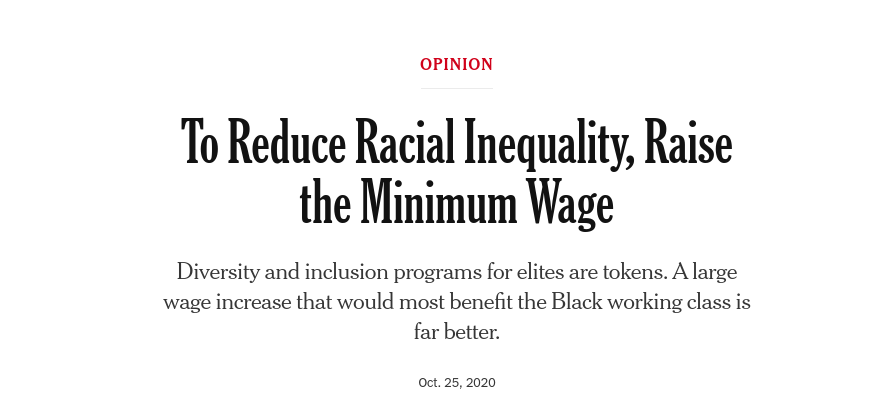 OPINION
To Reduce Racial Inequality, Raise
the Minimum Wage
Diversity and inclusion programs for elites are tokens. A large
wage increase that would most benefit the Black working class is
far better.
Oct. 25, 2020